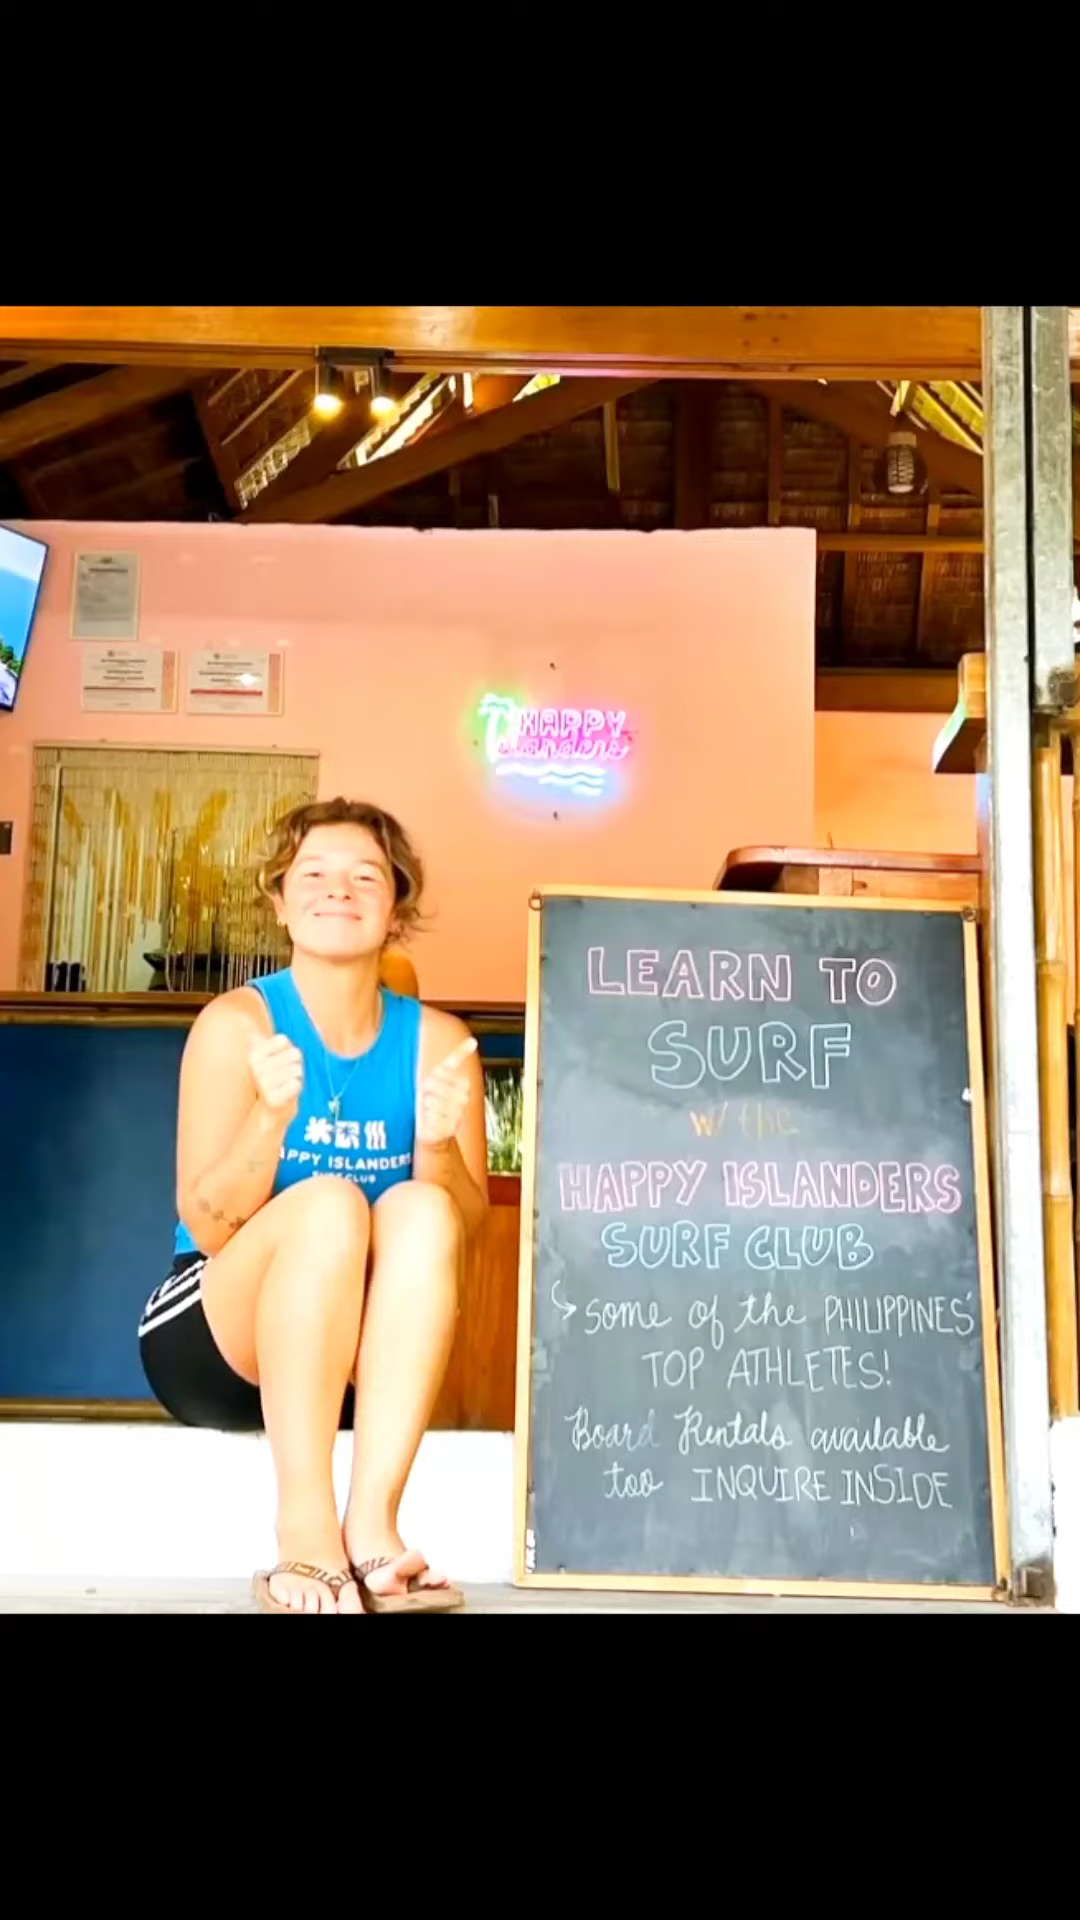 HAPPY
Islanders
HAPPY ISLANDERS
SURF CLUB
LEARN TO
SURF
w/ the
HAPPY ISLANDERS
SURF CLUB
some of the PHILIPPINES'
TOP ATHLETES!
Board Rentals available
too INQUIRE INSIDE